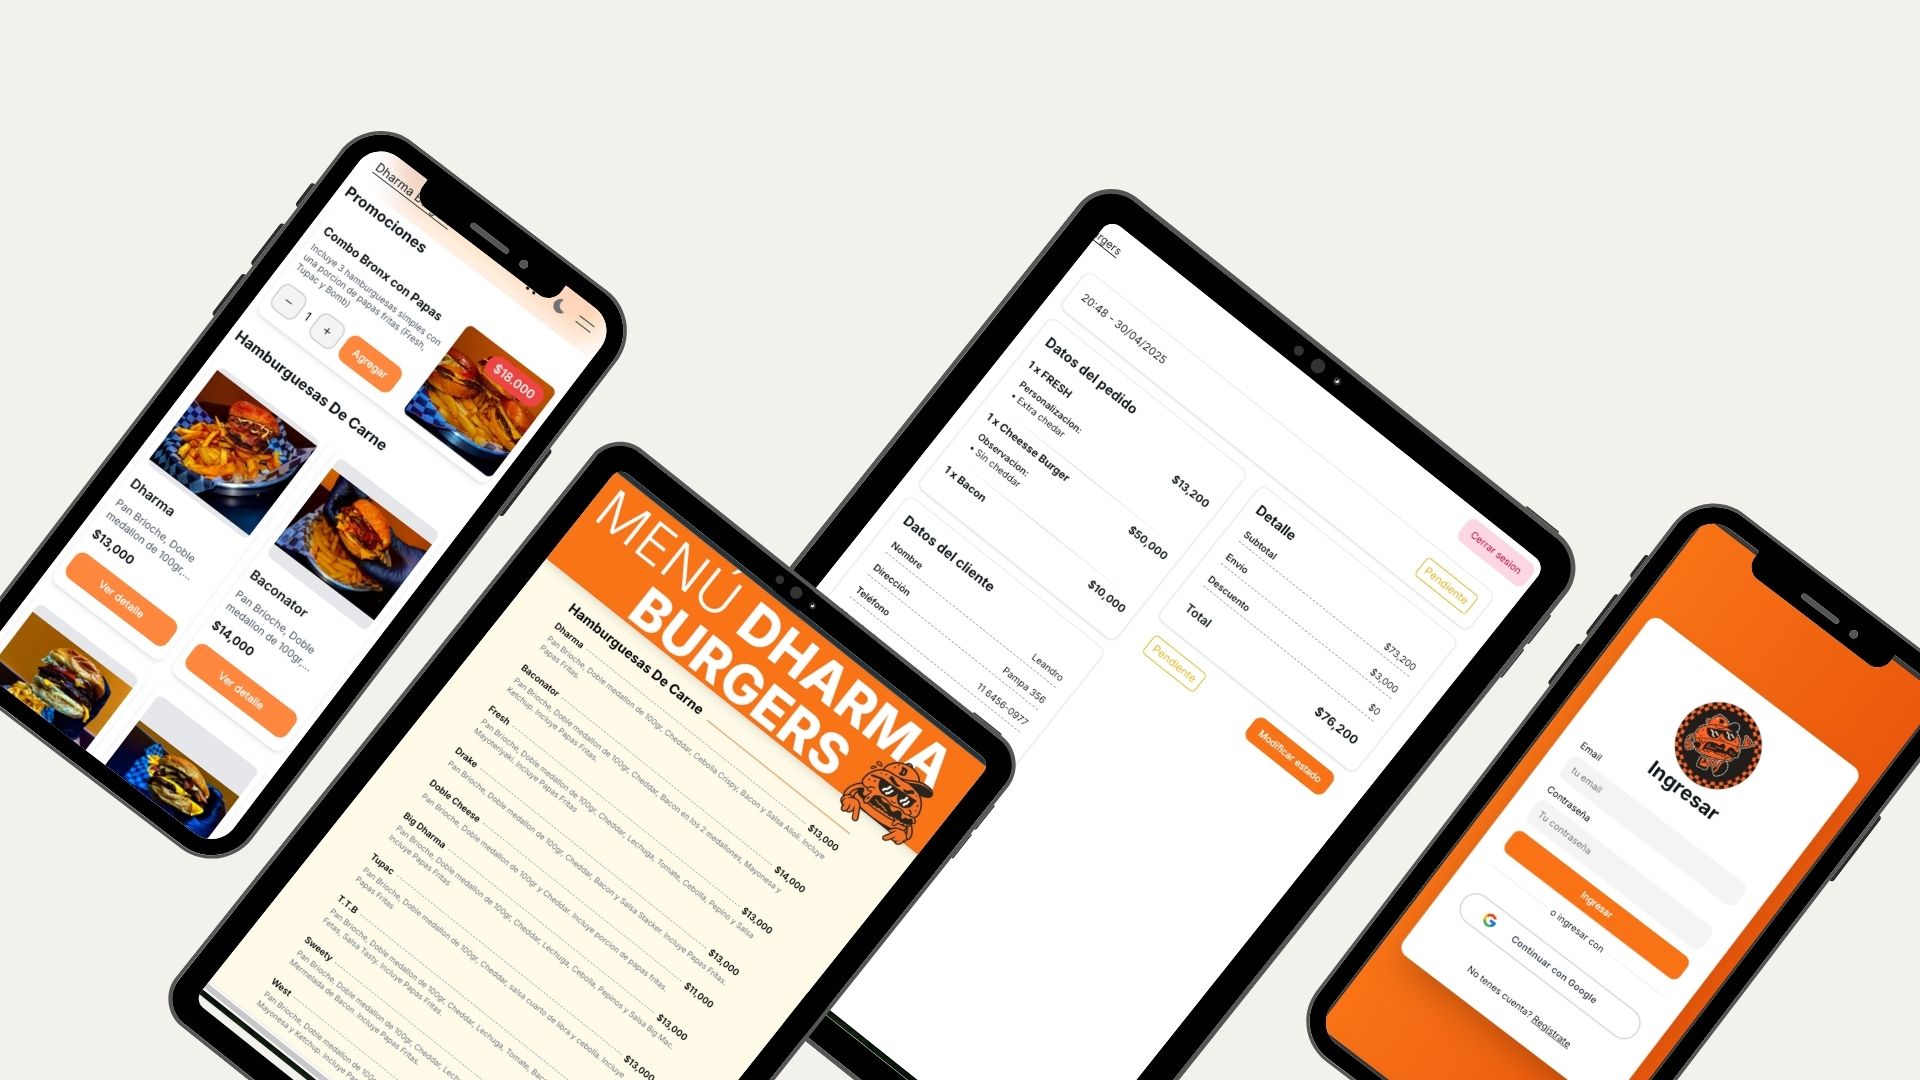 Dharma B
Promociones
Combo Bronx con Papas
Incluye 3 hamburguesas simples con
una porcion de papas fritas (Fresh,
Tupac y Bomb)
$18.000
−
1
+
Agregar
Hamburguesas De Carne
Dharma
Pan Brioche, Doble
medallon de 100gr,...
$13,000
Ver detalle
Baconator
Pan Brioche, Doble
medallon de 100gr,...
$14,000
Ver detalle
MENÚ DHARMA
BURGERS
Hamburguesas De Carne
Dharma
$13,000
Pan Brioche, Doble medallon de 100gr, Cheddar, Cebolla Crispy, Bacon y Salsa Alioli. Incluye
Papas Fritas.
Baconator
$14,000
Pan Brioche, Doble medallon de 100gr, Cheddar, Bacon en los 2 medallones, Mayonesa y
Ketchup. Incluye Papas Fritas.
Fresh
$13,000
Pan Brioche, Doble medallon de 100gr, Cheddar, Lechuga, Tomate, Cebolla, Pepino y Salsa
Mayoteriyaki. Incluye Papas Fritas
Drake
$13,000
Pan Brioche, Doble medallon de 100gr, Cheddar, Bacon y Salsa Stacker. Incluye Papas Fritas.
Doble Cheese
$11,000
Pan Brioche, Doble medallon de 100gr y Cheddar. Incluye porcion de papas fritas.
Big Dharma
$13,000
Pan Brioche, Doble medallon de 100gr, Cheddar, Lechuga, Cebolla, Pepinos y Salsa Big Mac.
Incluye Papas Fritas
Tupac
$13,000
Pan Brioche, Doble medallon de 100gr, Cheddar, salsa cuarto de libra y cebolla. Incluye
Papas Fritas
T.T.B
Pan Brioche, Doble medallon de 100gr, Cheddar, Lechuga, Tomate, Bac
Fetas, Salsa Tasty. Incluye Papas Fritas.
Sweety
Pan Brioche, Doble medallon de 100gr, Cheddar, Lec
Mermelada de Bacon. Incluye Papas Fritas.
West
Pan Brioche, Doble medallon de 100gr
Mayonesa y Ketchup. Incluye Pa
rgers
Cerrar sesion
20:48 - 30/04/2025
Pendiente
Datos del pedido
1 x FRESH
$13,200
Personalizacion:
• Extra chedar
1 x Cheesse Burger
$50,000
Observacion:
• Sin cheddar
1 x Bacon
$10,000
Datos del cliente
Nombre
Leandro
Dirección
Pampa 356
Teléfono
11 6456-0977
Detalle
Subtotal
$73,200
Envio
$3,000
Descuento
$0
Total
$76,200
Pendiente
Modificar estado
Ingresar
Email
tu email
Contraseña
Tu contraseña
Ingresar
o ingresar con
Continuar con Google
No tenes cuenta? Registrate